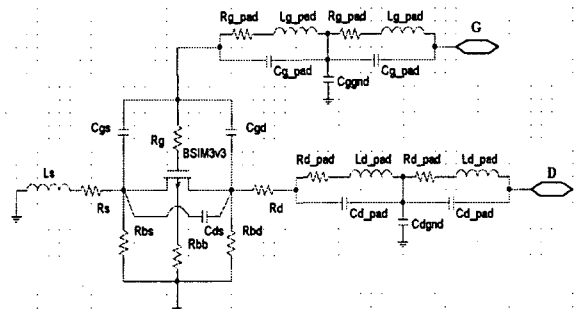 Rg_pad Lg_pad Rg_pad Lg_pad G
Cg_pad Cg_pad
Cggnd
Cgs Rg Cgd
BSIM3v3
Rd_pad Ld_pad Rd_pad Ld_pad D
Ls
Rs Rd
Cd_pad Cd_pad
Cds
Rbs Rbb Rbd
Cdgnd